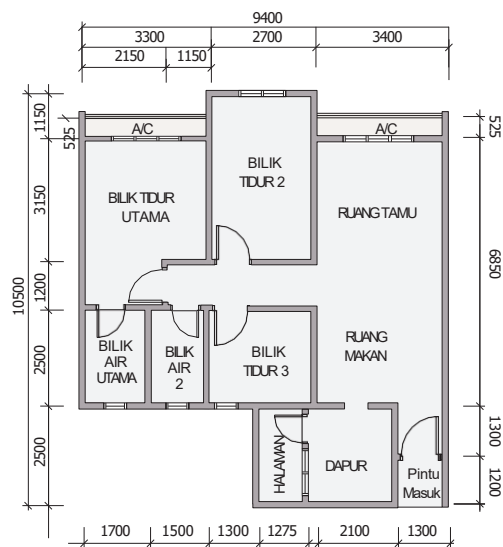 9400
3300 2700 3400
2150 1150
1150
525
A/C
A/C
525
3150
BILIK TIDUR
UTAMA
BILIK
TIDUR 2
RUANG TAMU
6850
10500
1200
2500
BILIK
AIR
UTAMA
BILIK
AIR
2
BILIK
TIDUR 3
RUANG
MAKAN
2500
HALAMAN
DAPUR
Pintu
Masuk
1300
1200
1700 1500 1300 1275 2100 1300